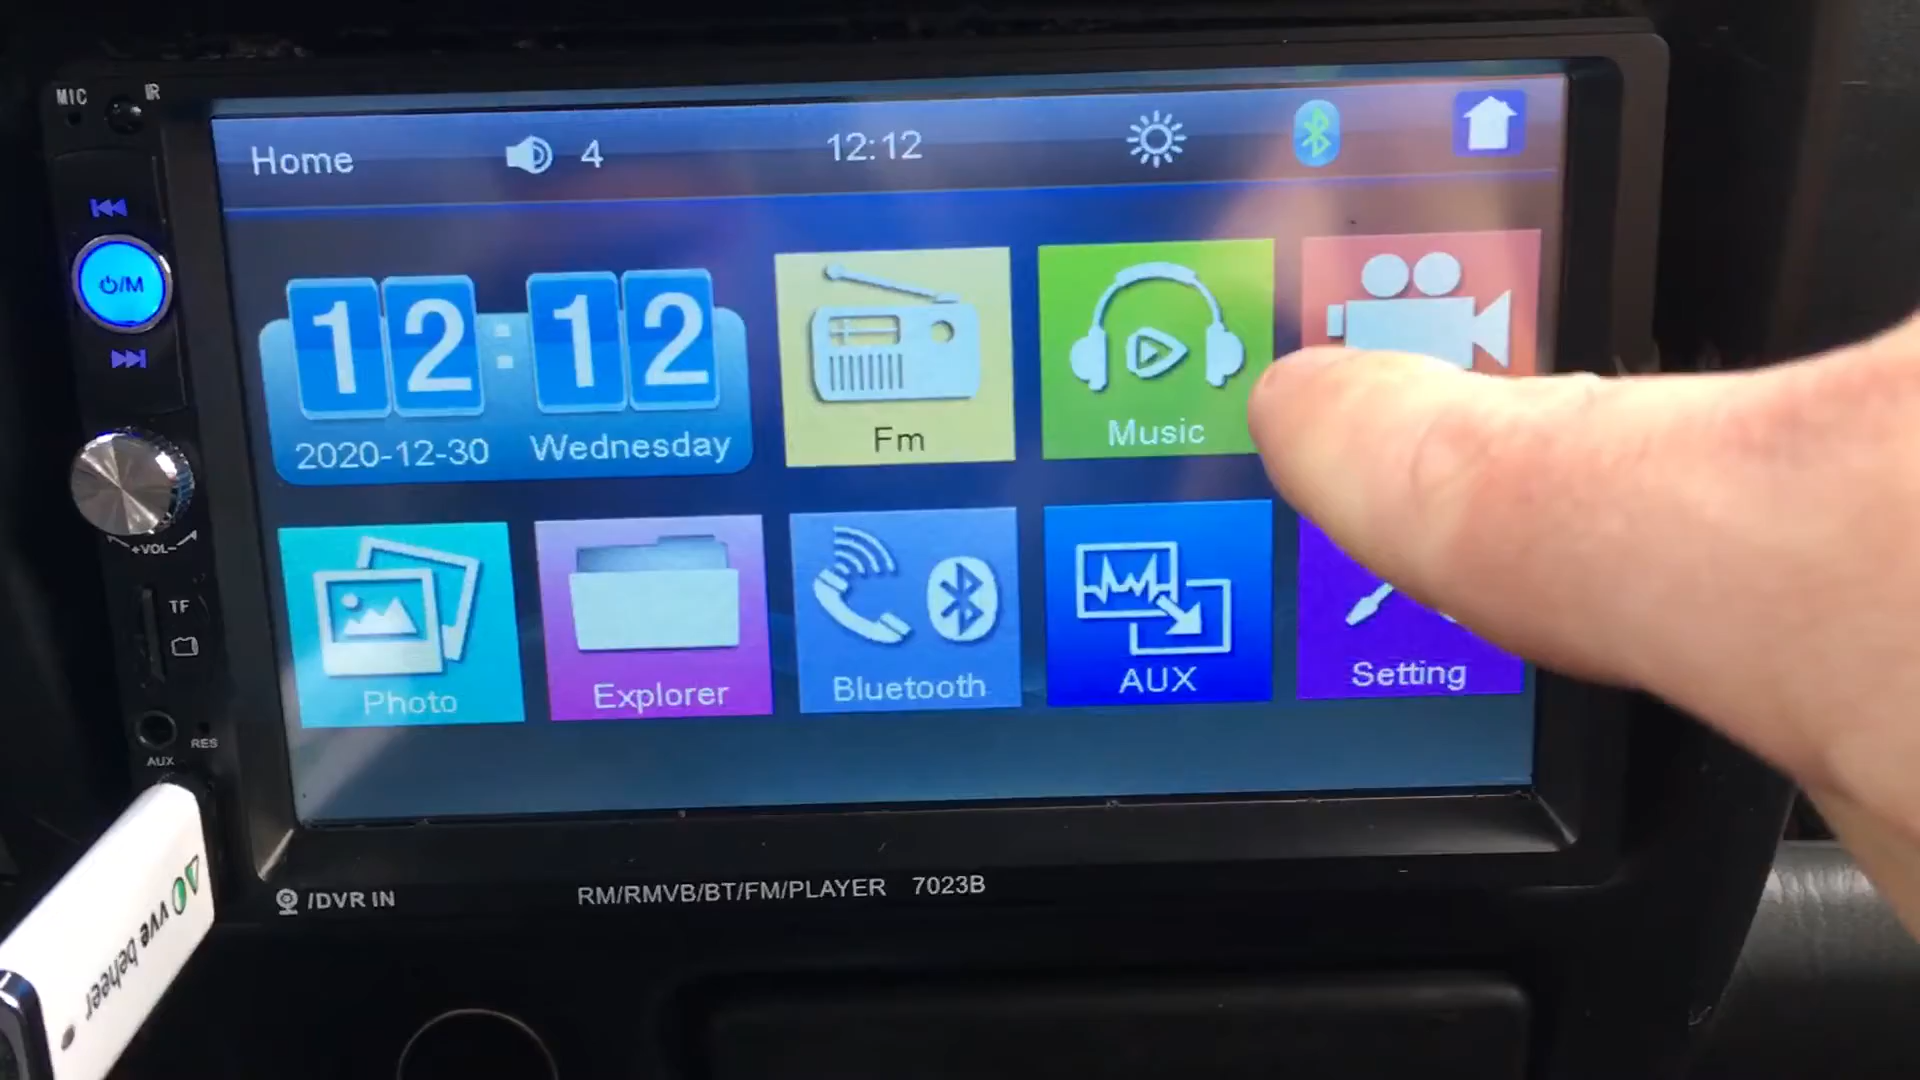 MIC
IR
Home
4
12:12
⏻/M
12:12
2020-12-30 Wednesday
Fm
Music
+VOL-
TF
Photo
Explorer
Bluetooth
AUX
Setting
RES
AUX
/DVR IN
RM/RMVB/BT/FM/PLAYER 7023B
vve beheer